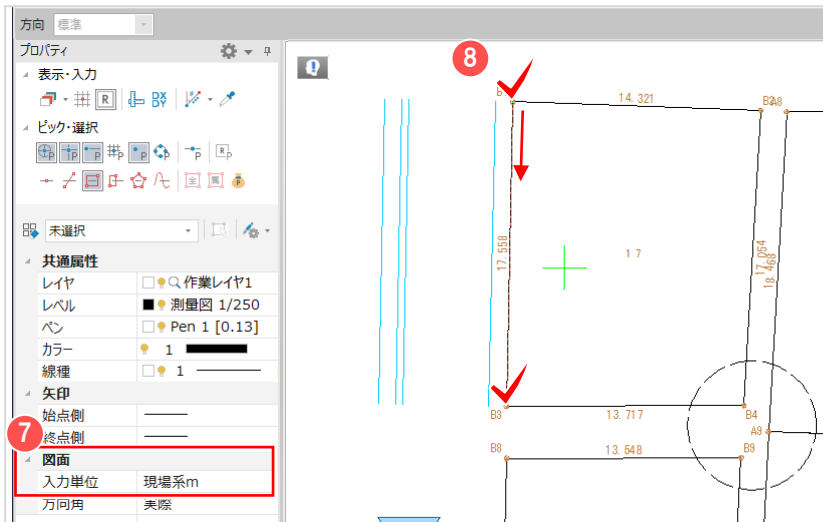 方向 標準
プロパティ
表示・入力
R
DX
DY
ピック・選択
P P P P P P P RP
全 属 P
未選択
共通属性
レイヤ 作業レイヤ1
レベル 測量図 1/250
ペン Pen 1 [0.13]
カラー 1
線種 1
矢印
始点側
終点側
7
図面
入力単位 現場系m
方向角 実際
8
14.321
A8
17.558
17
17.054
18.468
B3
13.717
B4
A9
B8
13.548
B9